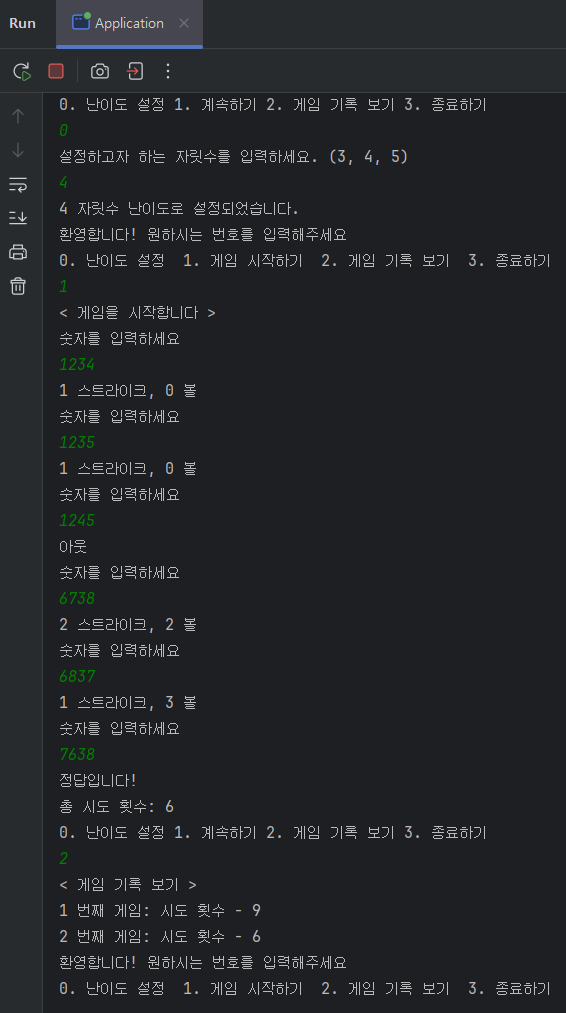 Run
Application
0. 난이도 설정 1. 계속하기 2. 게임 기록 보기 3. 종료하기
0
설정하고자 하는 자릿수를 입력하세요. (3, 4, 5)
4
4 자릿수 난이도로 설정되었습니다.
환영합니다! 원하시는 번호를 입력해주세요
0. 난이도 설정  1. 게임 시작하기  2. 게임 기록 보기  3. 종료하기
1
< 게임을 시작합니다 >
숫자를 입력하세요
1234
1 스트라이크, 0 볼
숫자를 입력하세요
1235
1 스트라이크, 0 볼
숫자를 입력하세요
1245
아웃
숫자를 입력하세요
6738
2 스트라이크, 2 볼
숫자를 입력하세요
6837
1 스트라이크, 3 볼
숫자를 입력하세요
7638
정답입니다!
총 시도 횟수: 6
0. 난이도 설정 1. 계속하기 2. 게임 기록 보기 3. 종료하기
2
< 게임 기록 보기 >
1 번째 게임: 시도 횟수 - 9
2 번째 게임: 시도 횟수 - 6
환영합니다! 원하시는 번호를 입력해주세요
0. 난이도 설정  1. 게임 시작하기  2. 게임 기록 보기  3. 종료하기